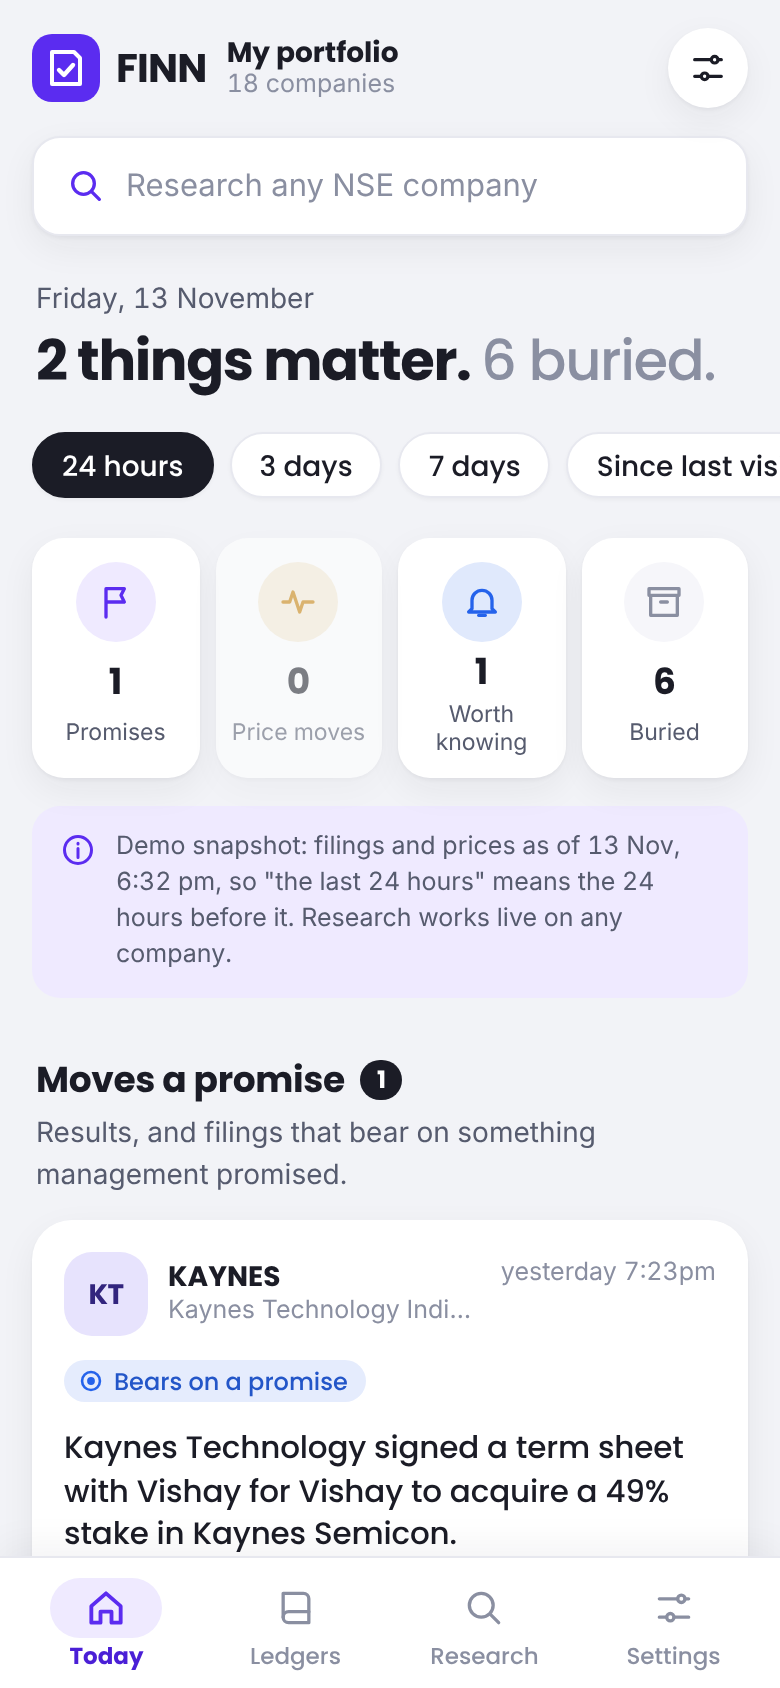 FINN
My portfolio
18 companies
Research any NSE company
Friday, 13 November
2 things matter. 6 buried.
24 hours
3 days
7 days
Since last vis
1
Promises
0
Price moves
1
Worth
knowing
6
Buried
Demo snapshot: filings and prices as of 13 Nov,
6:32 pm, so "the last 24 hours" means the 24
hours before it. Research works live on any
company.
Moves a promise 1
Results, and filings that bear on something
management promised.
KT
KAYNES
yesterday 7:23pm
Kaynes Technology Indi...
Bears on a promise
Kaynes Technology signed a term sheet
with Vishay for Vishay to acquire a 49%
stake in Kaynes Semicon.
Today
Ledgers
Research
Settings